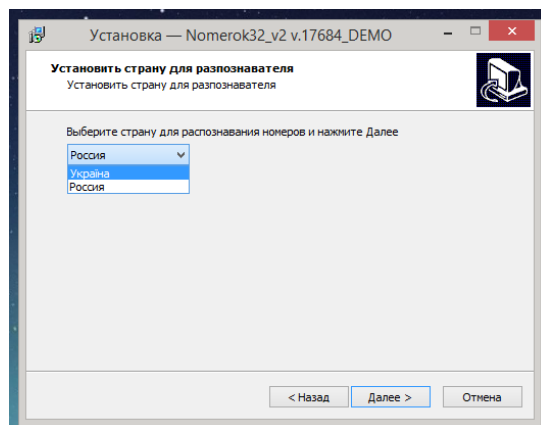 Установка — Nomerok32_v2 v.17684_DEMO
Установить страну для разпознавателя
Установить страну для разпознавателя
Выберите страну для распознавания номеров и нажмите Далее
Россия
Україна
Россия
< Назад
Далее >
Отмена